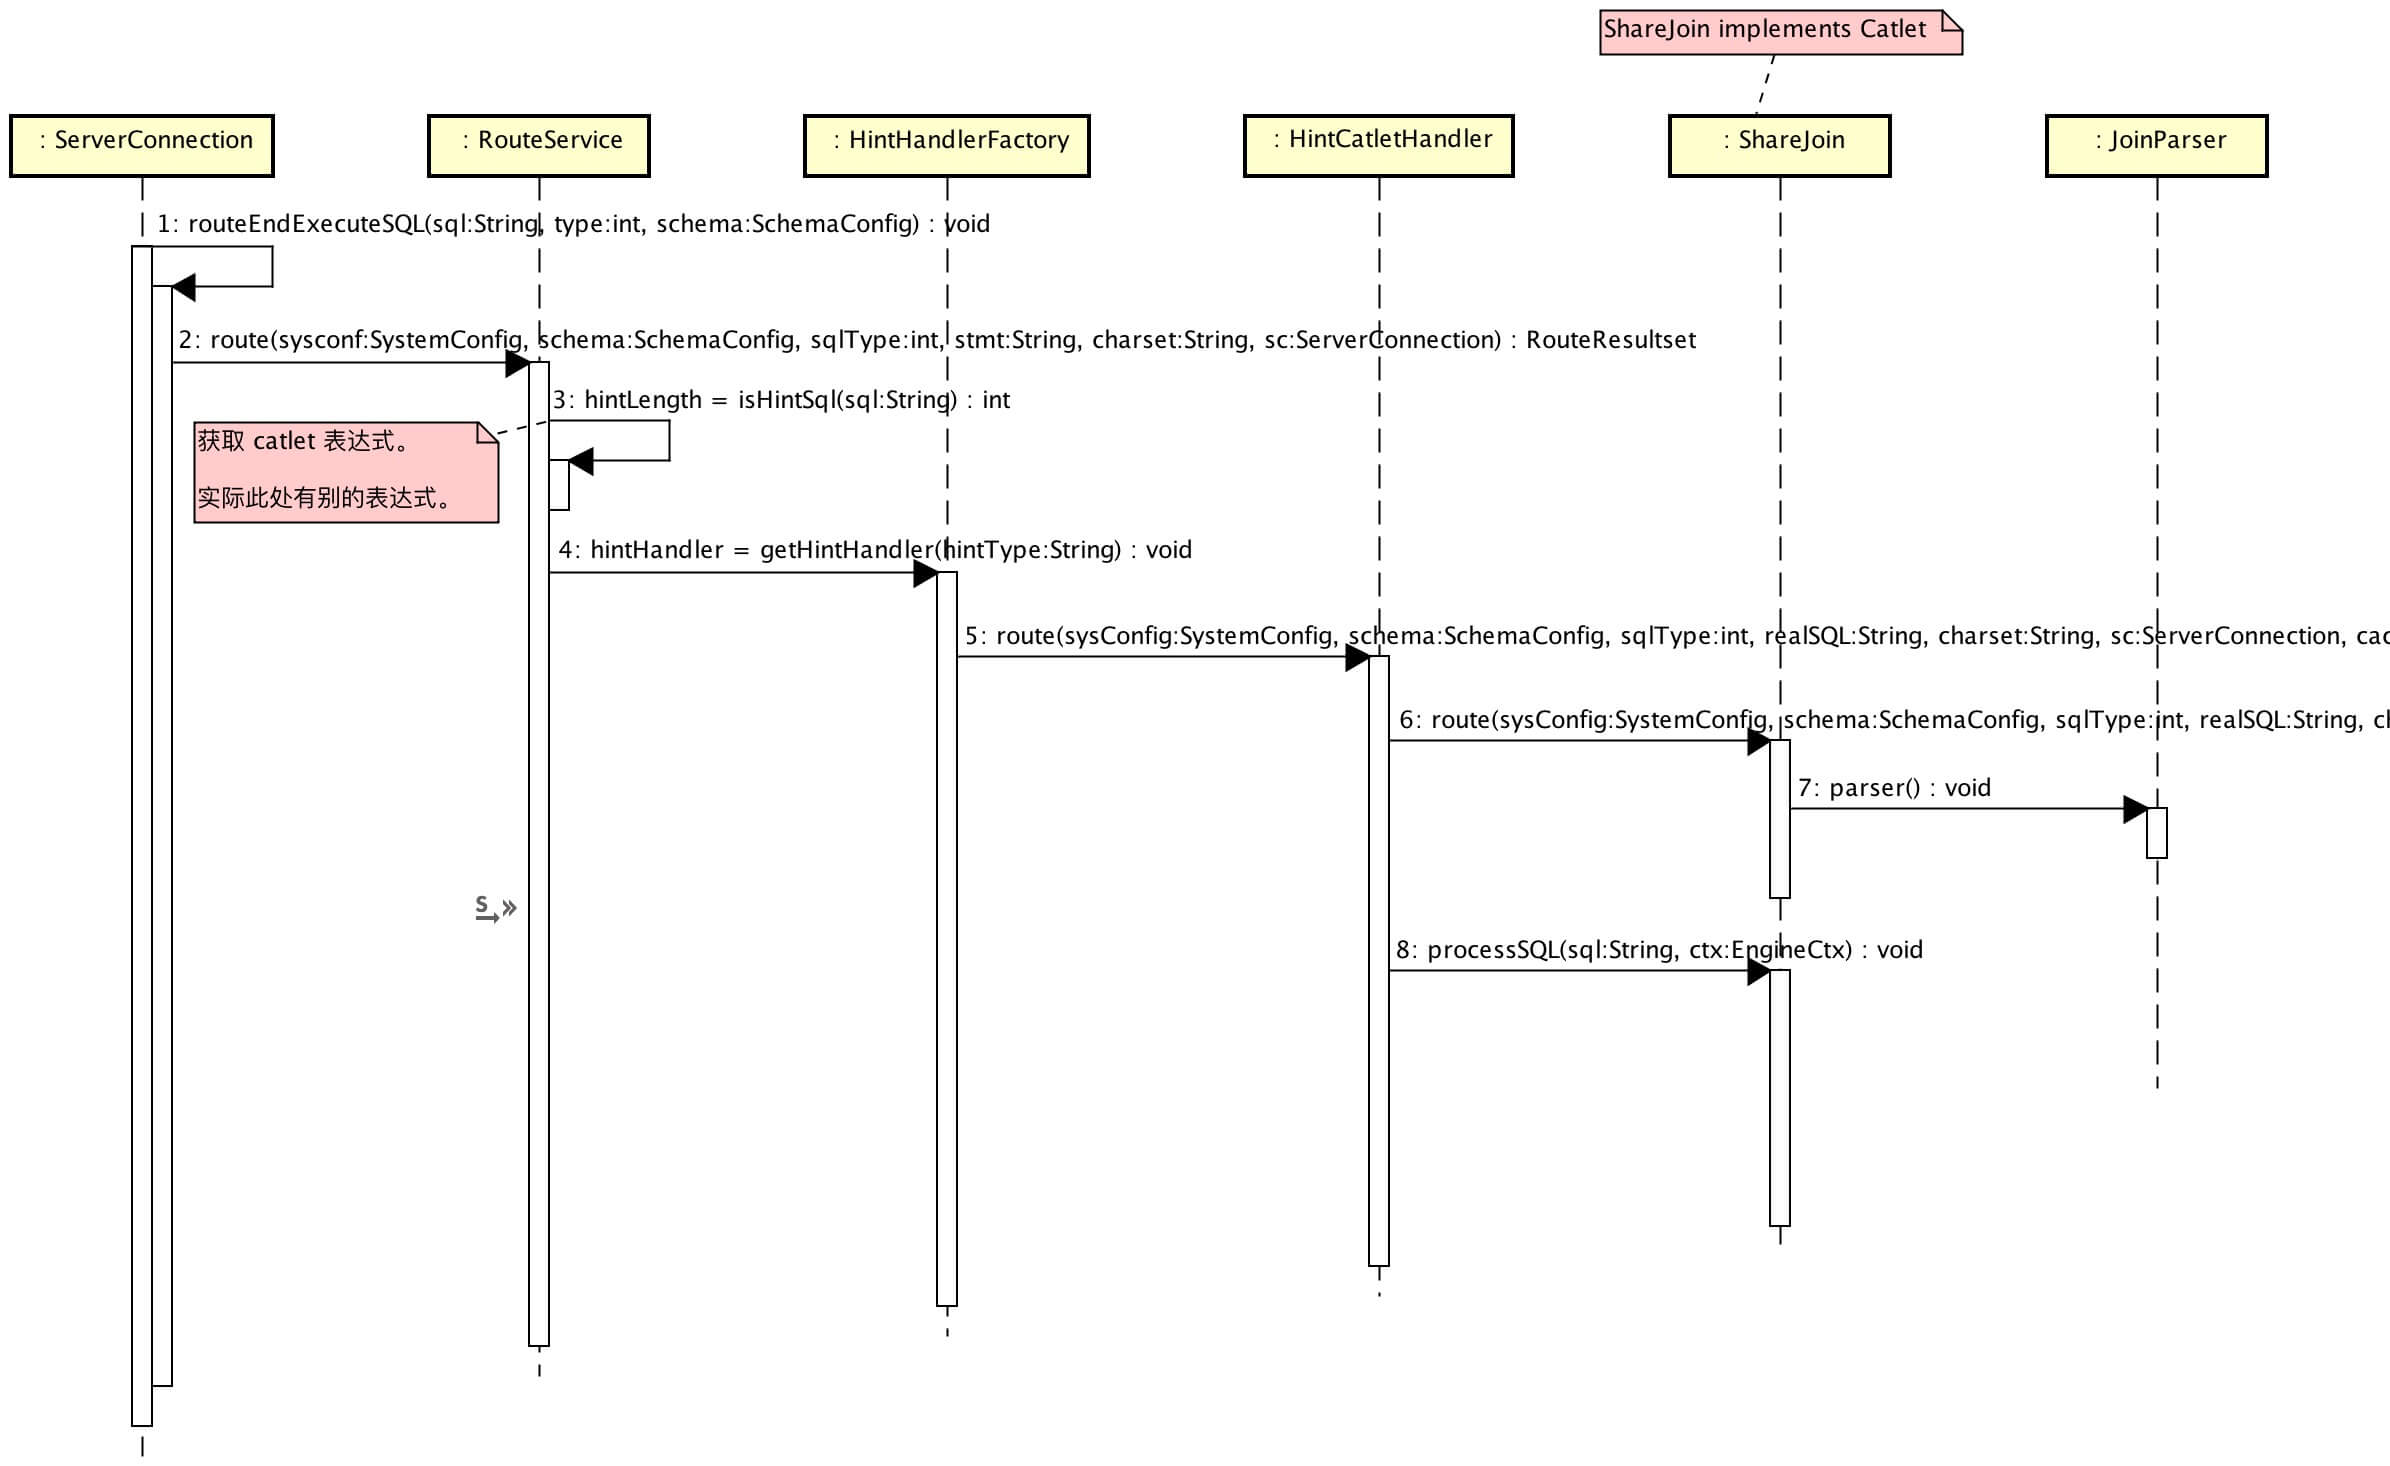 ShareJoin implements Catlet
: ServerConnection
: RouteService
: HintHandlerFactory
: HintCatletHandler
: ShareJoin
: JoinParser
1: routeEndExecuteSQL(sql:String, type:int, schema:SchemaConfig) : void
2: route(sysconf:SystemConfig, schema:SchemaConfig, sqlType:int, stmt:String, charset:String, sc:ServerConnection) : RouteResultset
3: hintLength = isHintSql(sql:String) : int
获取 catlet 表达式。
实际此处有别的表达式。
4: hintHandler = getHintHandler(hintType:String) : void
5: route(sysConfig:SystemConfig, schema:SchemaConfig, sqlType:int, realSQL:String, charset:String, sc:ServerConnection, cac
6: route(sysConfig:SystemConfig, schema:SchemaConfig, sqlType:int, realSQL:String, ch
7: parser() : void
S »
8: processSQL(sql:String, ctx:EngineCtx) : void